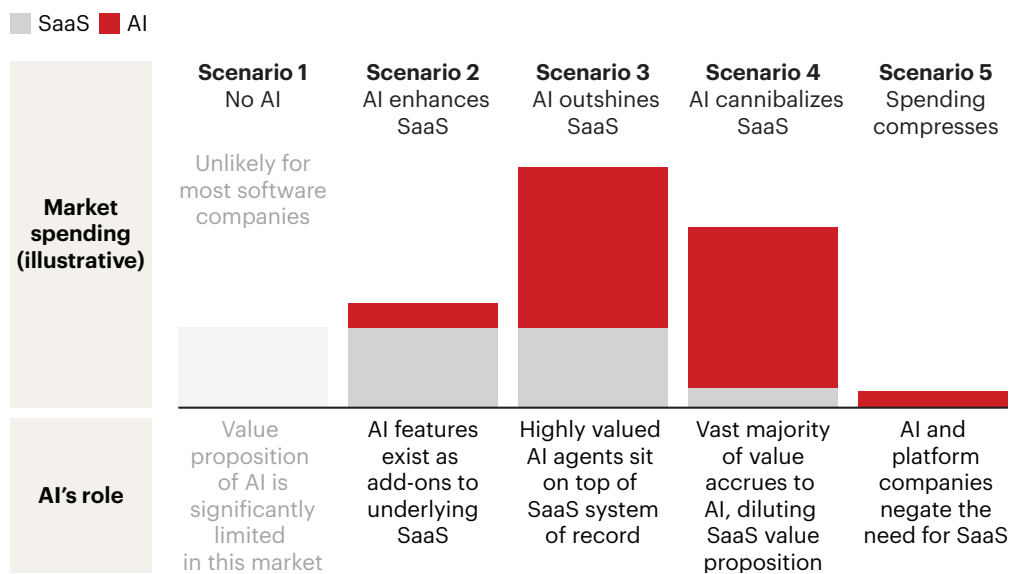 SaaS AI
Scenario 1
No AI
Scenario 2
AI enhances
SaaS
Scenario 3
AI outshines
SaaS
Scenario 4
AI cannibalizes
SaaS
Scenario 5
Spending
compresses
Market
spending
(illustrative)
Unlikely for
most software
companies
AI's role
Value
proposition
of AI is
significantly
limited
in this market
AI features
exist as
add-ons to
underlying
SaaS
Highly valued
AI agents sit
on top of
SaaS system
of record
Vast majority
of value
accrues to
AI, diluting
SaaS value
proposition
AI and
platform
companies
negate the
need for SaaS